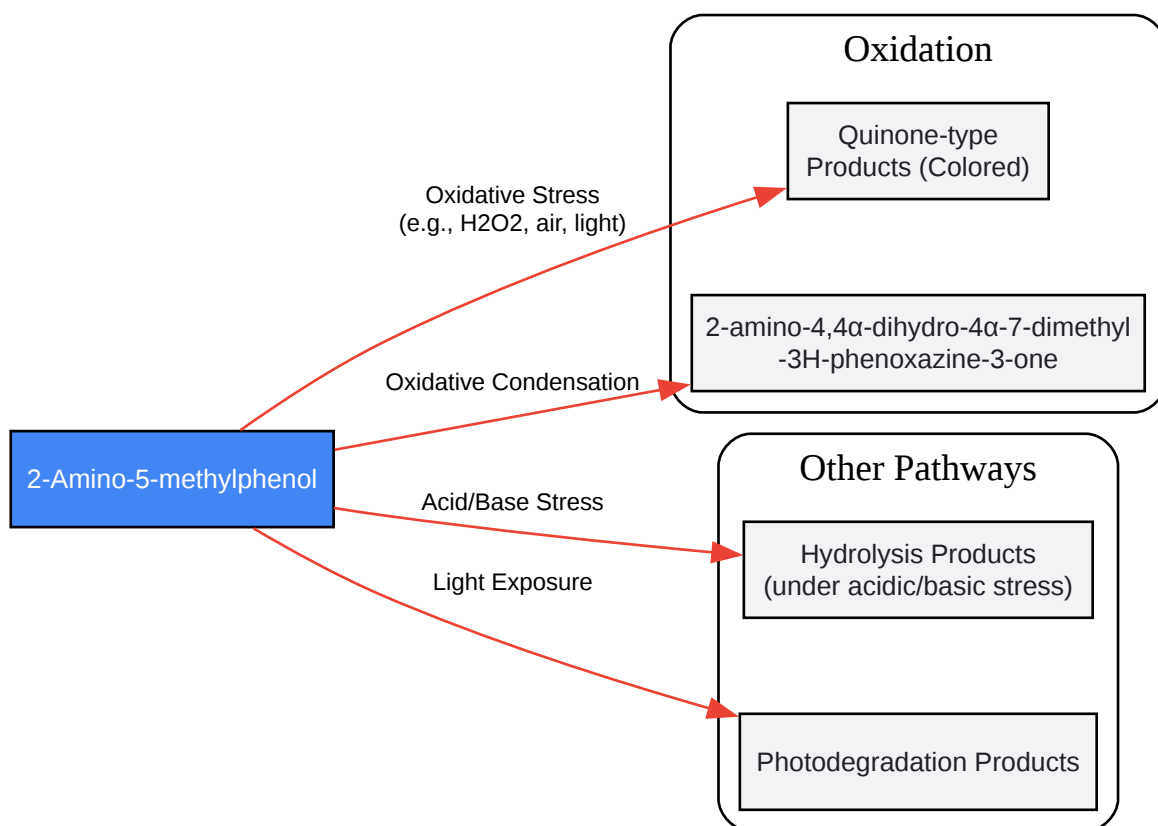 Oxidation
Quinone-type
Products (Colored)
Oxidative Stress
(e.g., H2O2, air, light)
2-amino-4,4α-dihydro-4α-7-dimethyl
-3H-phenoxazine-3-one
Oxidative Condensation
2-Amino-5-methylphenol
Other Pathways
Acid/Base Stress
Hydrolysis Products
(under acidic/basic stress)
Light Exposure
Photodegradation Products